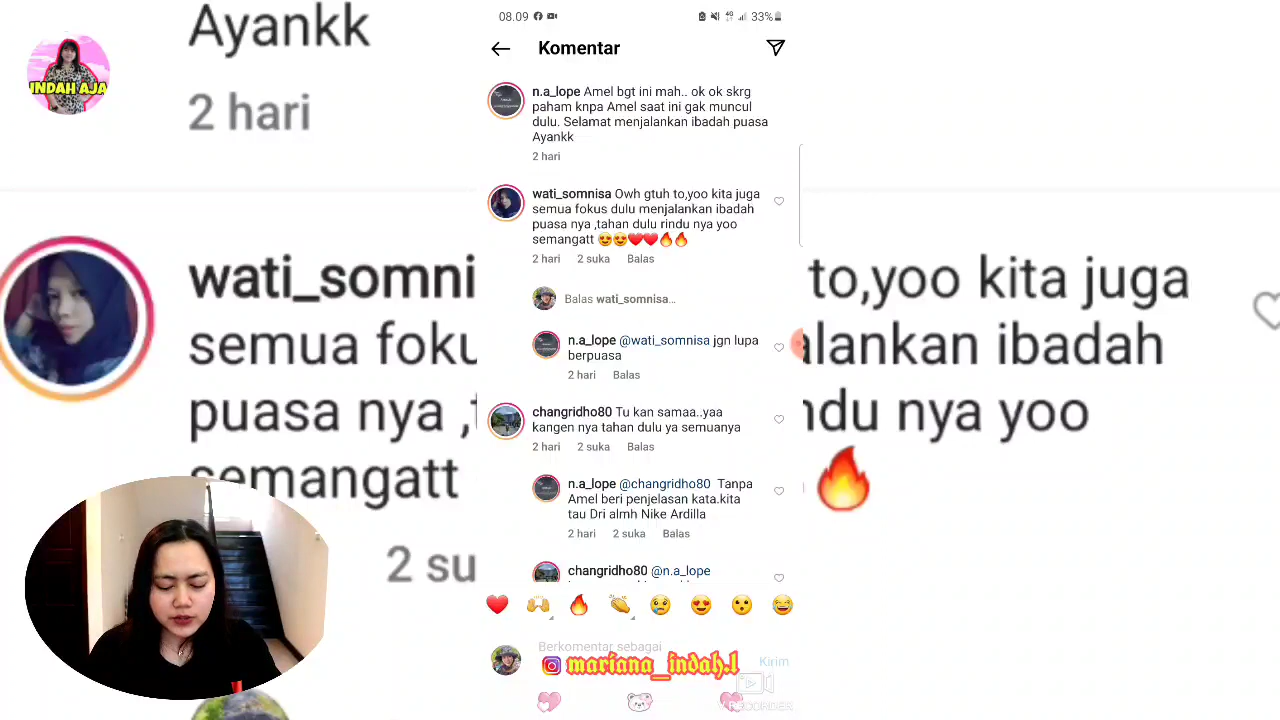 Ayankk
INDAH AJA
2 hari
wati_somni
to,yoo kita juga
semua foku
alankan ibadah
puasa nya ,
ndu nya yoo
semangatt
2 su
08.09
33%
Komentar
n.a_lope Amel bgt ini mah.. ok ok skrg
paham knpa Amel saat ini gak muncul
dulu. Selamat menjalankan ibadah puasa
Ayankk
2 hari
wati_somnisa Owh gtuh to,yoo kita juga
semua fokus dulu menjalankan ibadah
puasa nya ,tahan dulu rindu nya yoo
semangatt 😍😍❤️❤️🔥🔥
2 hari 2 suka Balas
Balas wati_somnisa...
n.a_lope @wati_somnisa jgn lupa
berpuasa
2 hari Balas
changridho80 Tu kan samaa..yaa
kangen nya tahan dulu ya semuanya
2 hari 2 suka Balas
n.a_lope @changridho80 Tanpa
Amel beri penjelasan kata.kita
tau Dri almh Nike Ardilla
2 hari 2 suka Balas
changridho80 @n.a_lope
❤️🙌🔥👏😢😍😮😂
Berkomentar sebagai
mariana_indah.l
Kirim